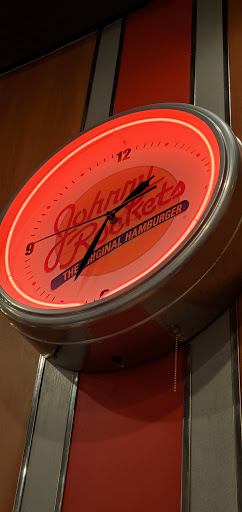 12
Johnny
Rockets
9
THE ORIGINAL HAMBURGER
6